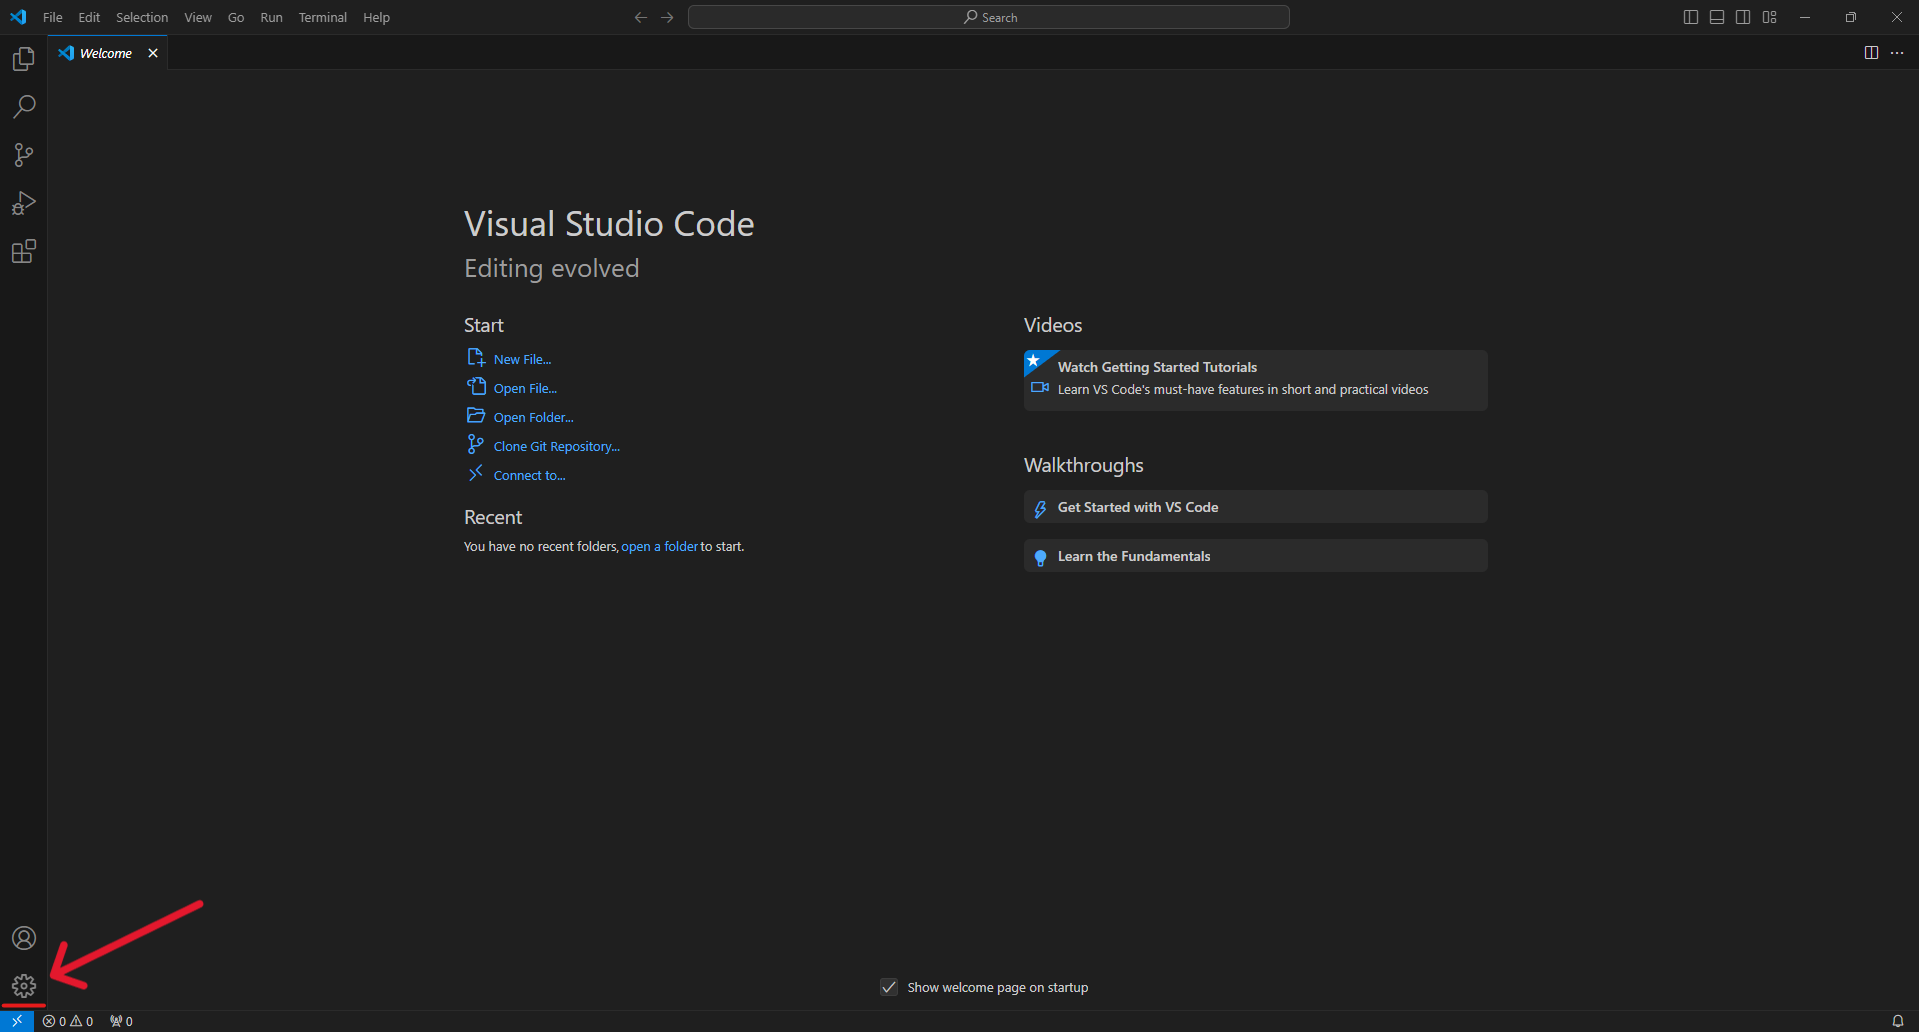 File Edit Selection View Go Run Terminal Help
Search
Welcome
Visual Studio Code
Editing evolved
Start
New File...
Open File...
Open Folder...
Clone Git Repository...
Connect to...
Recent
You have no recent folders, open a folder to start.
Videos
Watch Getting Started Tutorials
Learn VS Code's must-have features in short and practical videos
Walkthroughs
Get Started with VS Code
Learn the Fundamentals
Show welcome page on startup
0 0 0